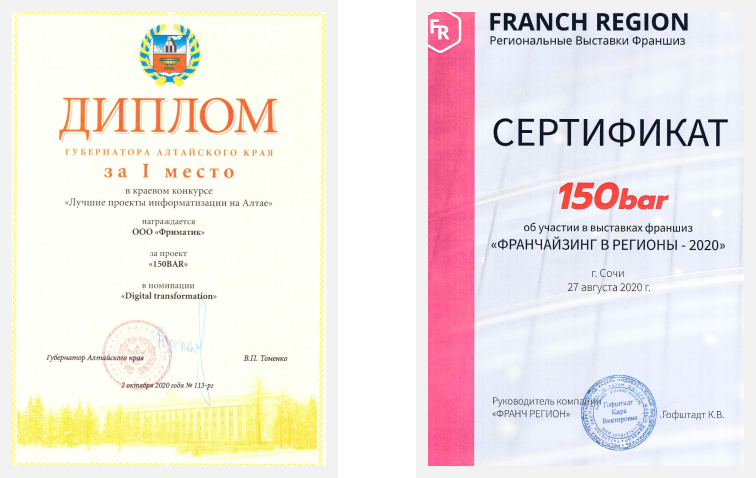 ДИПЛОМ
ГУБЕРНАТОРА АЛТАЙСКОГО КРАЯ
за I место
в краевом конкурсе
«Лучшие проекты информатизации на Алтае»
награждается
ООО «Фриматик»
за проект
«150BAR»
в номинации
«Digital transformation»
Губернатор Алтайского края
В.П. Томенко
2 октября 2020 года № 113-рг
FR
FRANCH REGION
Региональные Выставки Франшиз
СЕРТИФИКАТ
150bar
об участии в выставках франшиз
«ФРАНЧАЙЗИНГ В РЕГИОНЫ - 2020»
г. Сочи
27 августа 2020 г.
Руководитель компании
«ФРАНЧ РЕГИОН»
Гофштадт
Кира
Викторовна
Гофштадт К.В.